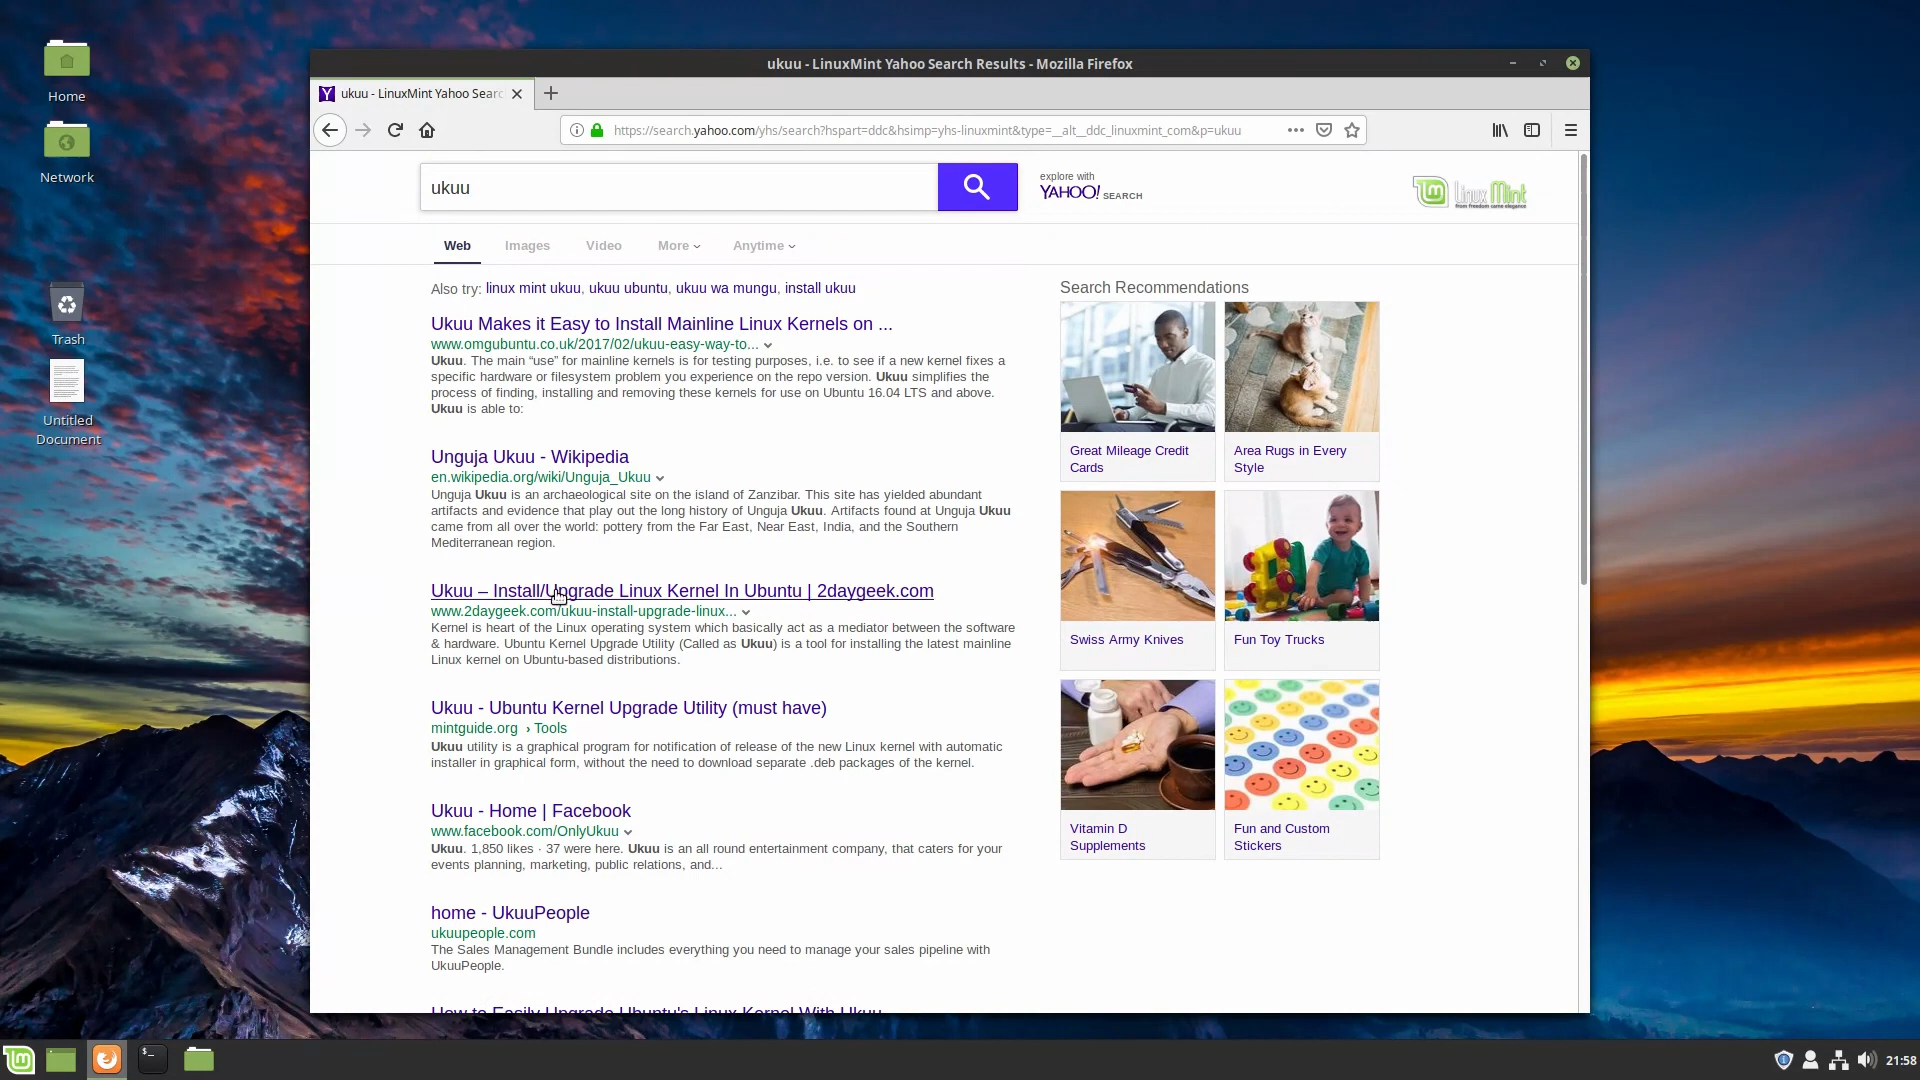 Home
Network
Trash
Untitled
Document
ukuu - LinuxMint Yahoo Search Results - Mozilla Firefox
ukuu - LinuxMint Yahoo Searc
https://search.yahoo.com/yhs/search?hspart=ddc&hsimp=yhs-linuxmint&type=__alt__ddc_linuxmint_com&p=ukuu
ukuu
explore with
YAHOO! SEARCH
Linux Mint
from freedom came elegance
Web Images Video More Anytime
Also try: linux mint ukuu, ukuu ubuntu, ukuu wa mungu, install ukuu
Ukuu Makes it Easy to Install Mainline Linux Kernels on ...
www.omgubuntu.co.uk/2017/02/ukuu-easy-way-to...
Ukuu. The main “use” for mainline kernels is for testing purposes, i.e. to see if a new kernel fixes a
specific hardware or filesystem problem you experience on the repo version. Ukuu simplifies the
process of finding, installing and removing these kernels for use on Ubuntu 16.04 LTS and above.
Ukuu is able to:
Unguja Ukuu - Wikipedia
en.wikipedia.org/wiki/Unguja_Ukuu
Unguja Ukuu is an archaeological site on the island of Zanzibar. This site has yielded abundant
artifacts and evidence that play out the long history of Unguja Ukuu. Artifacts found at Unguja Ukuu
came from all over the world: pottery from the Far East, Near East, India, and the Southern
Mediterranean region.
Ukuu – Install/Upgrade Linux Kernel In Ubuntu | 2daygeek.com
www.2daygeek.com/ukuu-install-upgrade-linux...
Kernel is heart of the Linux operating system which basically act as a mediator between the software
& hardware. Ubuntu Kernel Upgrade Utility (Called as Ukuu) is a tool for installing the latest mainline
Linux kernel on Ubuntu-based distributions.
Ukuu - Ubuntu Kernel Upgrade Utility (must have)
mintguide.org › Tools
Ukuu utility is a graphical program for notification of release of the new Linux kernel with automatic
installer in graphical form, without the need to download separate .deb packages of the kernel.
Ukuu - Home | Facebook
www.facebook.com/OnlyUkuu
Ukuu. 1,850 likes · 37 were here. Ukuu is an all round entertainment company, that caters for your
events planning, marketing, public relations, and...
home - UkuuPeople
ukuupeople.com
The Sales Management Bundle includes everything you need to manage your sales pipeline with
UkuuPeople.
How to Easily Upgrade Ubuntu's Linux Kernel With Ukuu
Search Recommendations
Great Mileage Credit
Cards
Area Rugs in Every
Style
Swiss Army Knives
Fun Toy Trucks
Vitamin D
Supplements
Fun and Custom
Stickers
21:58